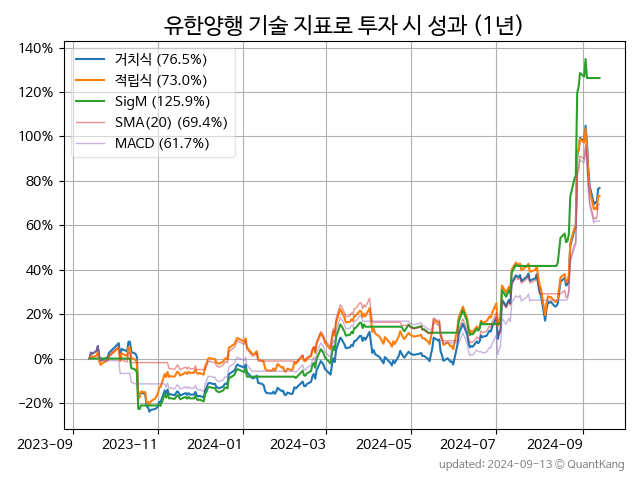 유한양행 기술 지표로 투자 시 성과 (1년)
140%
120%
100%
80%
60%
40%
20%
0%
−20%
거치식 (76.5%)
적립식 (73.0%)
SigM (125.9%)
SMA(20) (69.4%)
MACD (61.7%)
2023-09
2023-11
2024-01
2024-03
2024-05
2024-07
2024-09
updated: 2024-09-13 © QuantKang